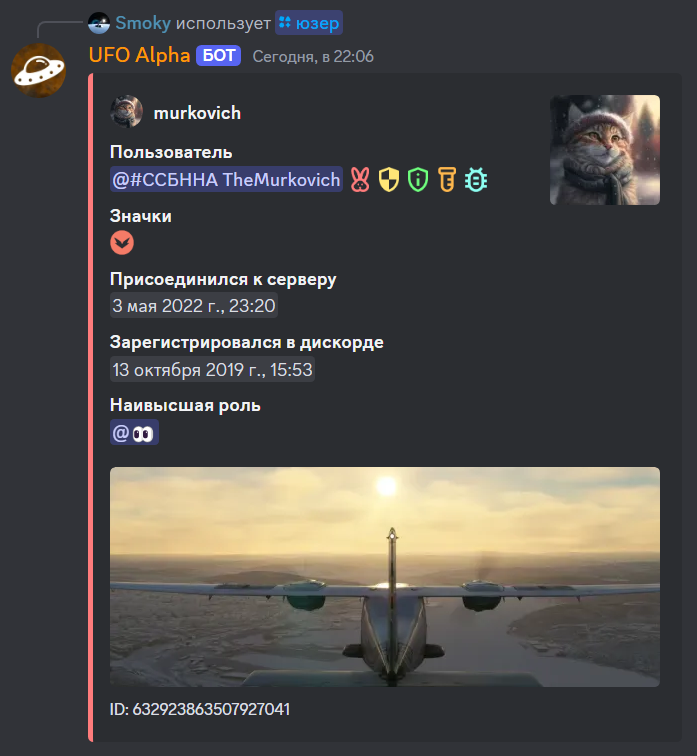 Smoky использует юзер
UFO Alpha БОТ Сегодня, в 22:06
murkovich
Пользователь
@#ССБННА TheMurkovich
Значки
Присоединился к серверу
3 мая 2022 г., 23:20
Зарегистрировался в дискорде
13 октября 2019 г., 15:53
Наивысшая роль
@👀
ID: 632923863507927041